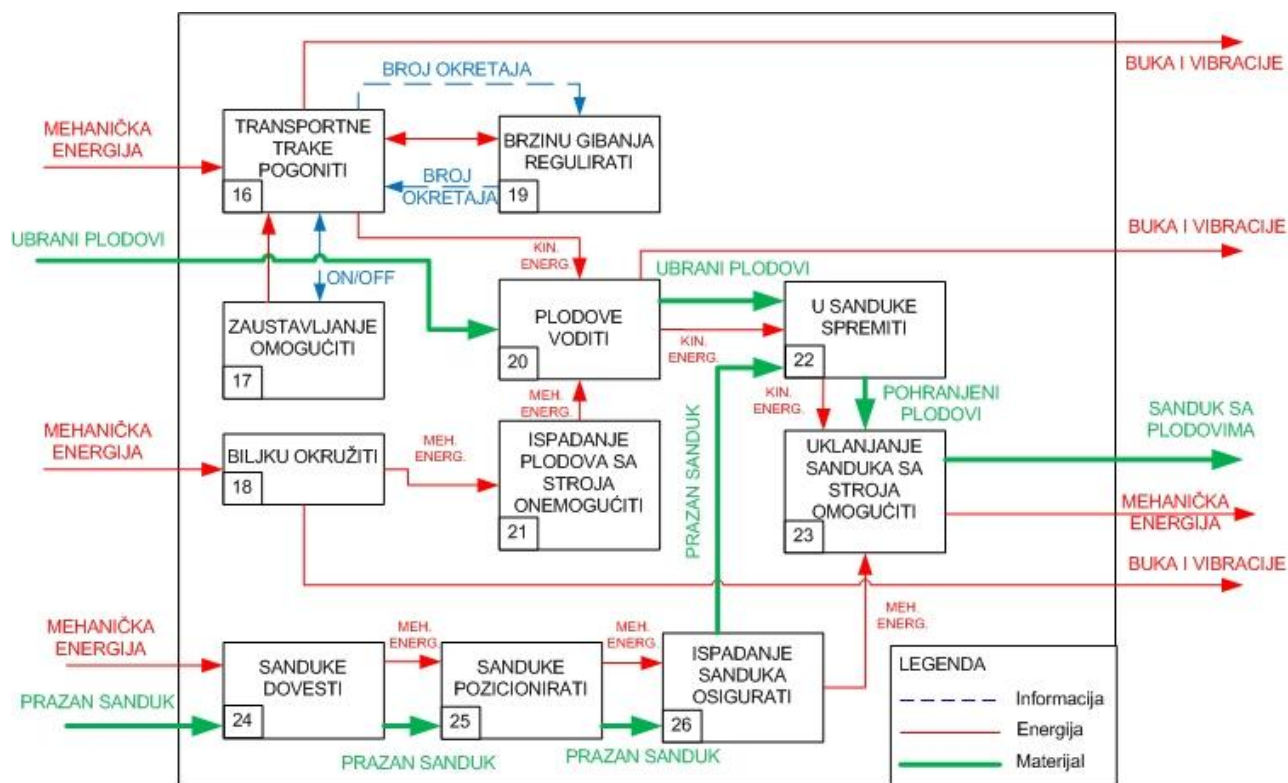 BUKA I VIBRACIJE
BROJ OKRETAJA
MEHANIČKA
ENERGIJA
TRANSPORTNE
TRAKE
POGONITI
16
BRZINU GIBANJA
REGULIRATI
19
BROJ
OKRETAJA
UBRANI PLODOVI
KIN.
ENERG.
BUKA I VIBRACIJE
ON/OFF
UBRANI PLODOVI
ZAUSTAVLJANJE
OMOGUĆITI
17
PLODOVE
VODITI
20
KIN.
ENERG.
U SANDUKE
SPREMITI
22
MEH.
ENERG.
KIN.
ENERG.
POHRANJENI
PLODOVI
SANDUK SA
PLODOVIMA
MEHANIČKA
ENERGIJA
BILJKU OKRUŽITI
18
MEH.
ENERG.
ISPADANJE
PLODOVA SA
STROJA
ONEMOGUĆITI
21
PRAZAN SANDUK
UKLANJANJE
SANDUKA SA
STROJA
OMOGUĆITI
23
MEHANIČKA
ENERGIJA
BUKA I VIBRACIJE
MEHANIČKA
ENERGIJA
MEH.
ENERG.
MEH.
ENERG.
MEH.
ENERG.
PRAZAN SANDUK
SANDUKE
DOVESTI
24
SANDUKE
POZICIONIRATI
25
ISPADANJE
SANDUKA
OSIGURATI
26
PRAZAN SANDUK
PRAZAN SANDUK
LEGENDA
Informacija
Energija
Materijal